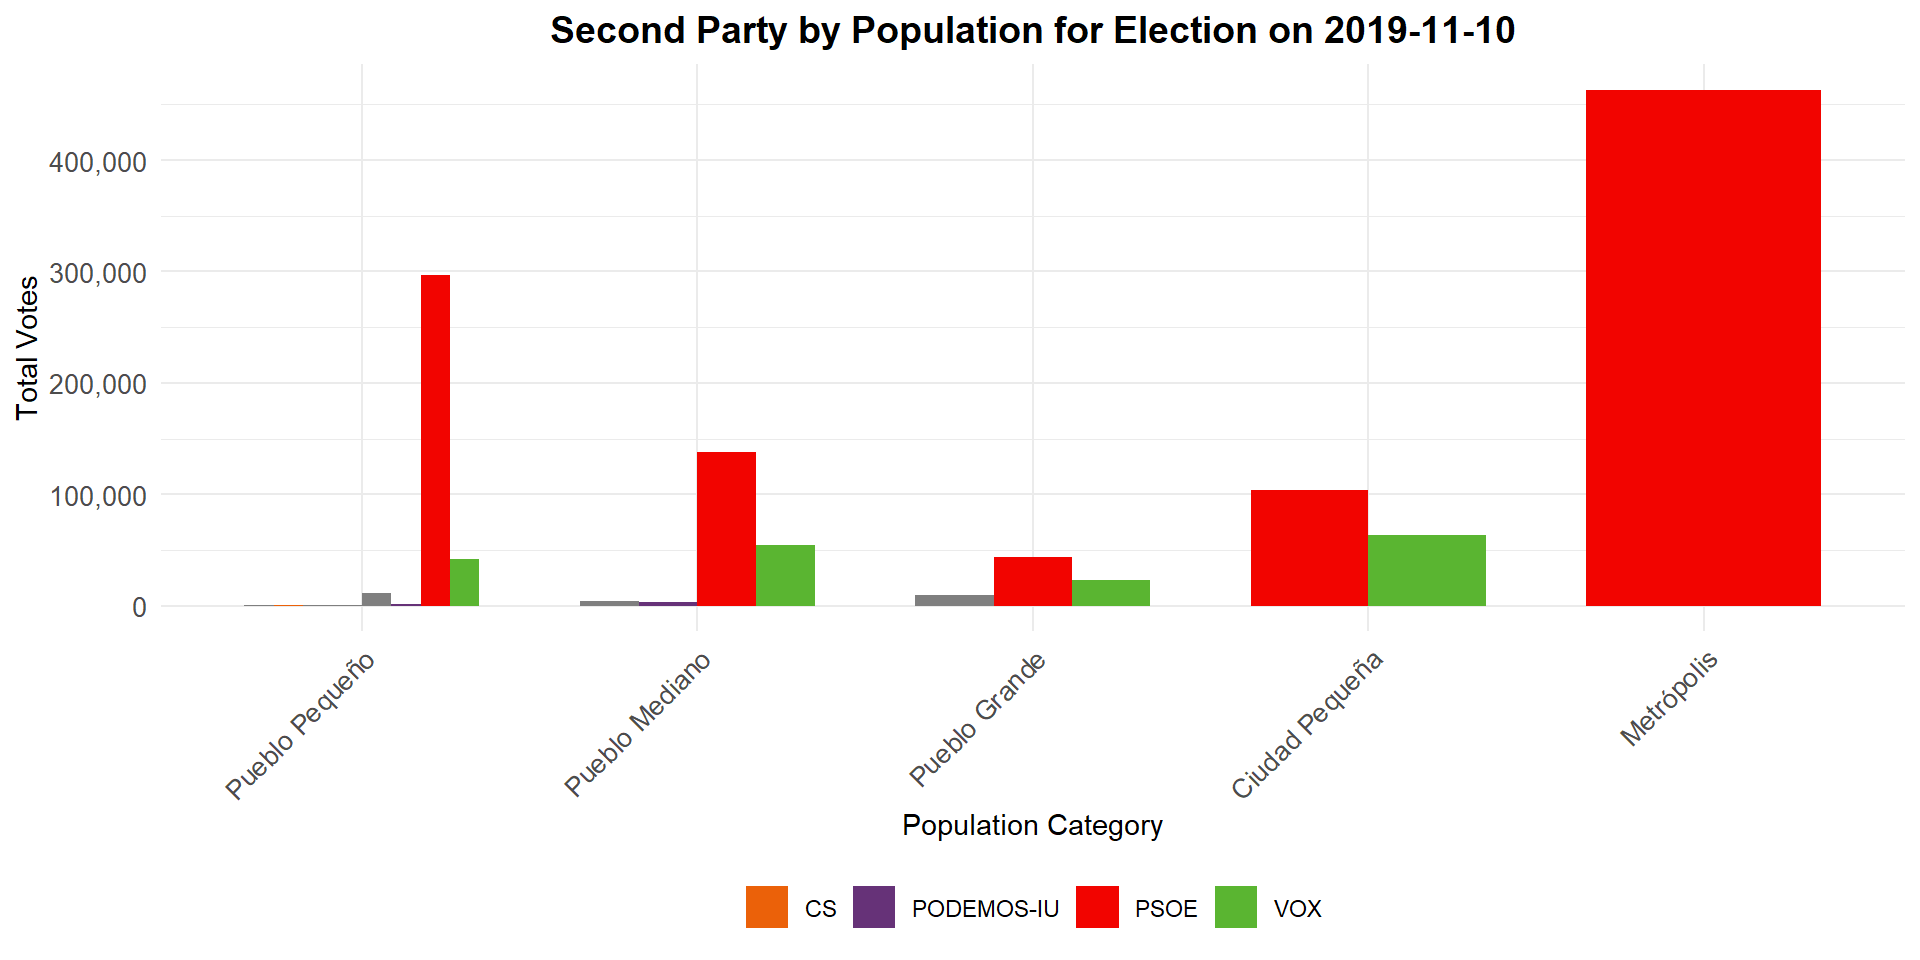 Second Party by Population for Election on 2019-11-10
Total Votes
400,000
300,000
200,000
100,000
0
Pueblo Pequeño
Pueblo Mediano
Pueblo Grande
Ciudad Pequeña
Metrópolis
Population Category
CS
PODEMOS-IU
PSOE
VOX